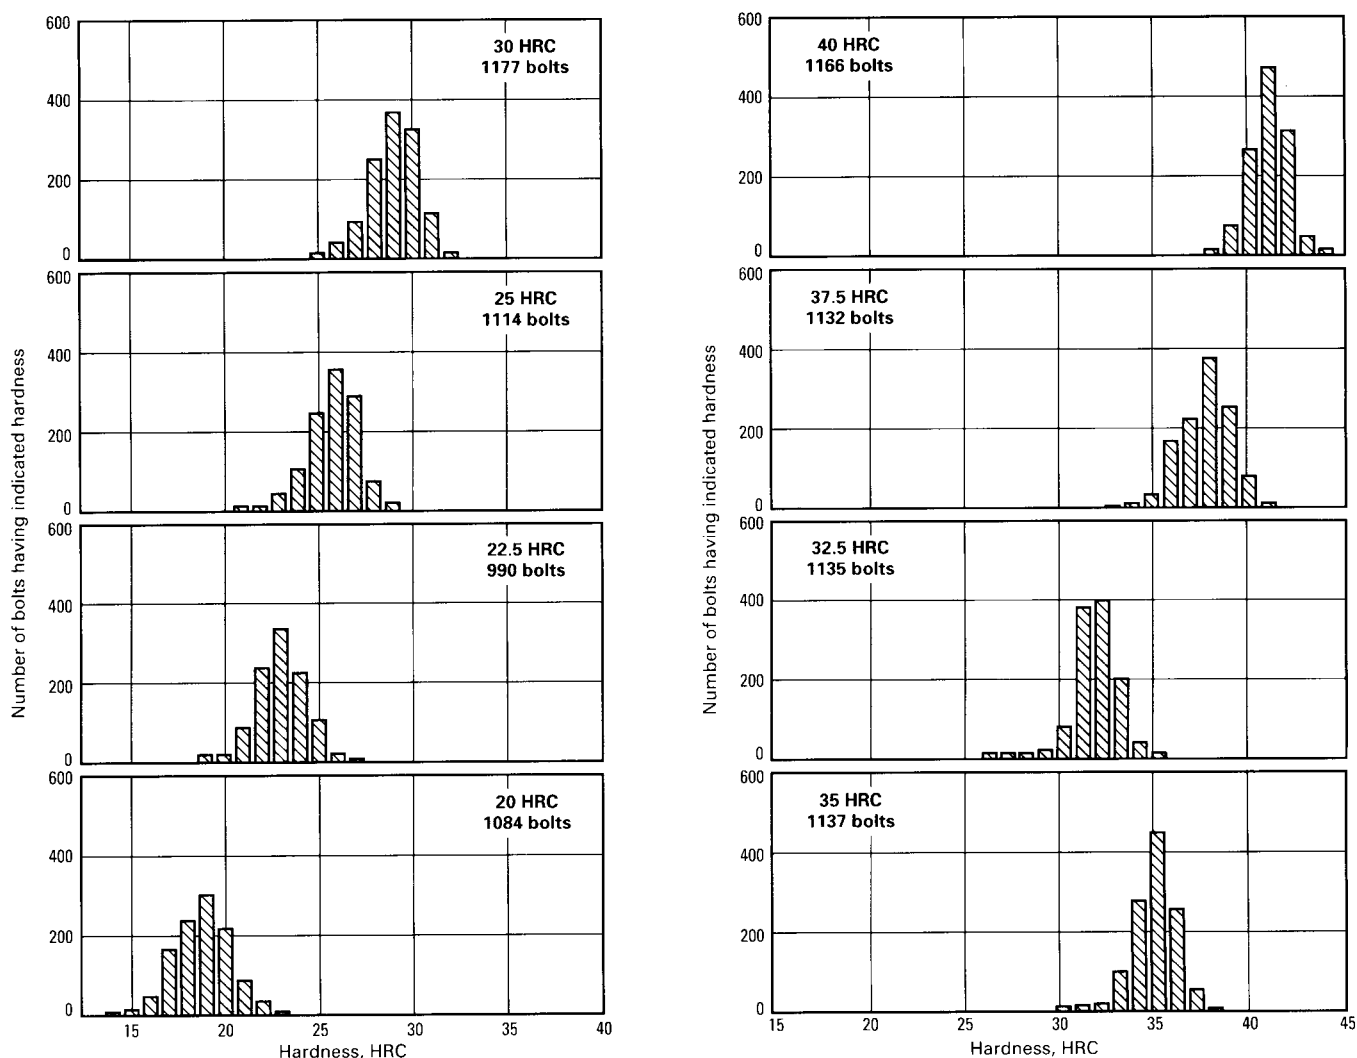 Number of bolts having indicated hardness
600
400
200
0
30 HRC
1177 bolts
600
400
200
0
25 HRC
1114 bolts
600
400
200
0
22.5 HRC
990 bolts
600
400
200
0
20 HRC
1084 bolts
15 20 25 30 35 40
Hardness, HRC
Number of bolts having indicated hardness
600
400
200
0
40 HRC
1166 bolts
600
400
200
0
37.5 HRC
1132 bolts
600
400
200
0
32.5 HRC
1135 bolts
600
400
200
0
35 HRC
1137 bolts
15 20 25 30 35 40 45
Hardness, HRC